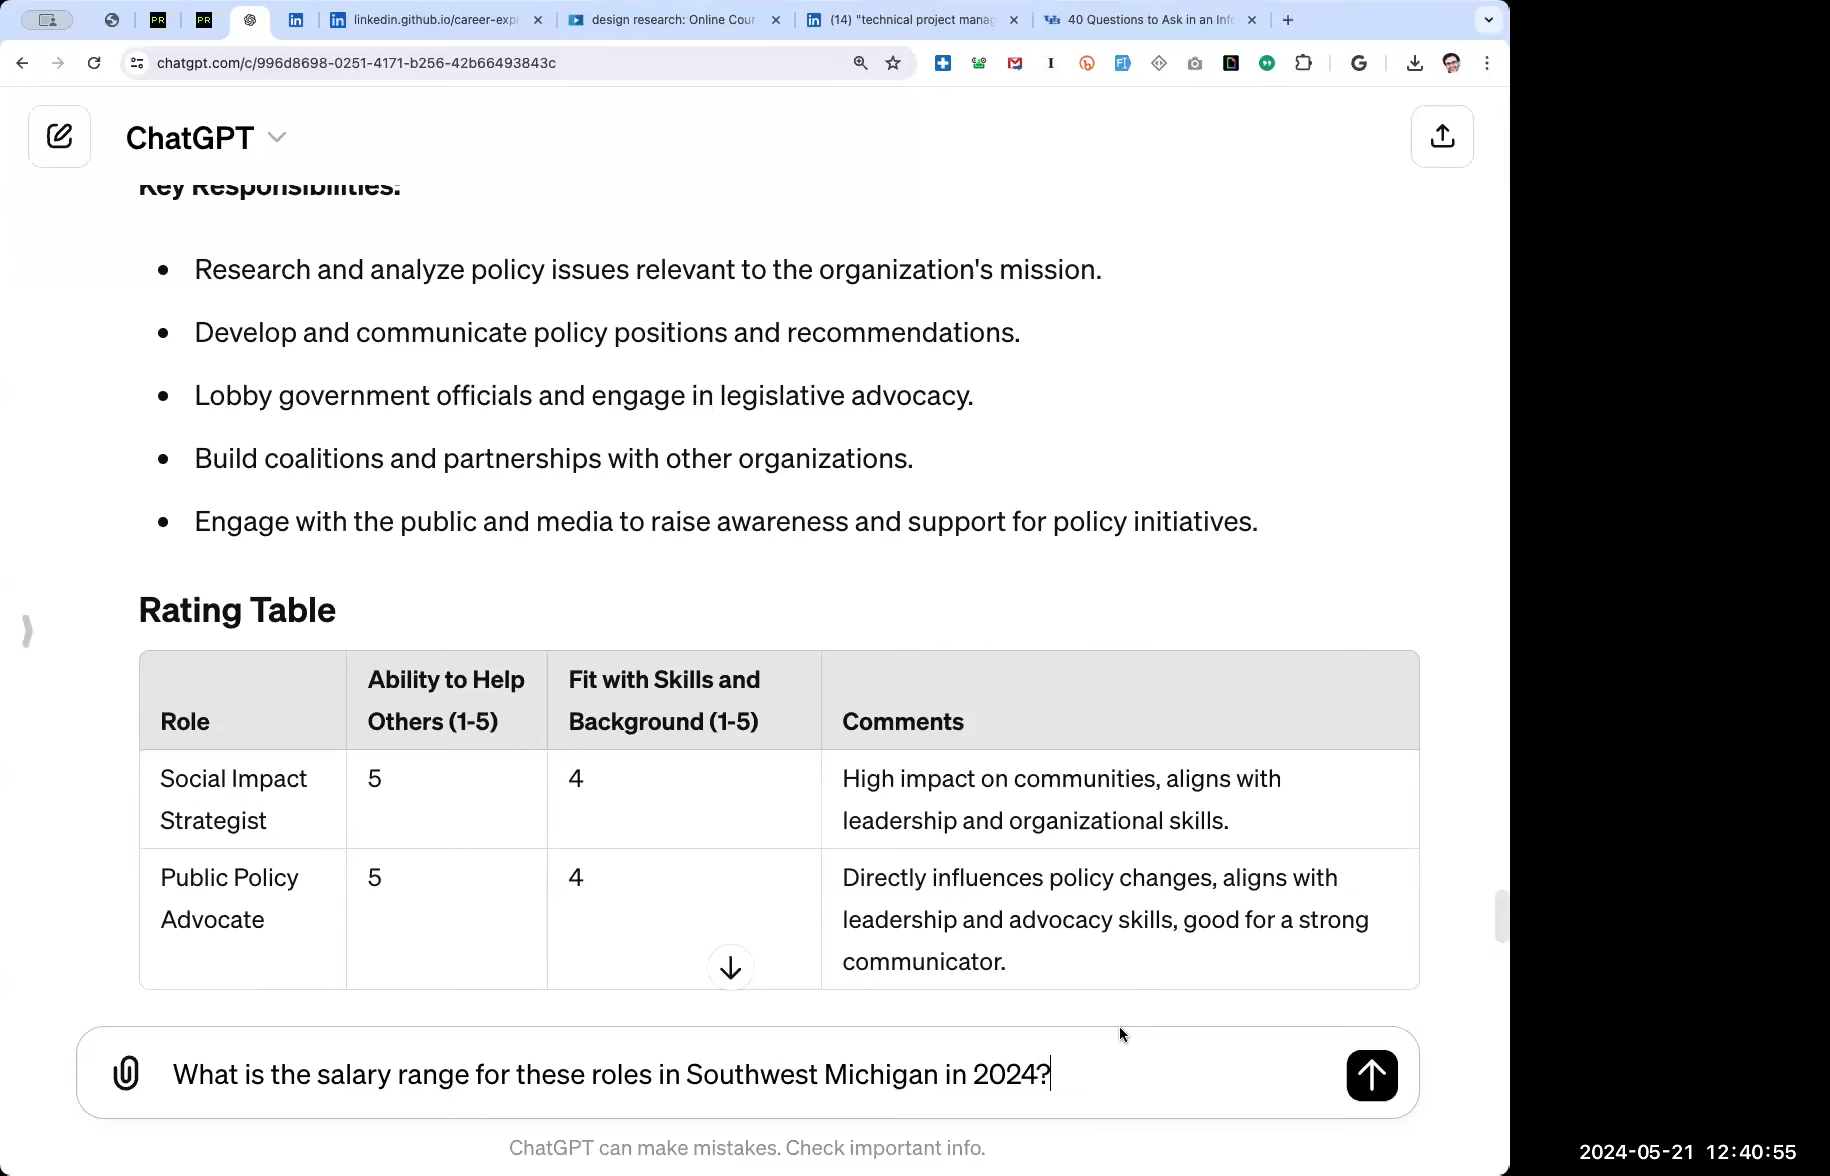 PR
PR
linkedin.github.io/career-exp
design research: Online Cour
(14) "technical project manag
40 Questions to Ask in an Info
chatgpt.com/c/996d8698-0251-4171-b256-42b66493843c
ChatGPT
Key Responsibilities:
Research and analyze policy issues relevant to the organization's mission.
Develop and communicate policy positions and recommendations.
Lobby government officials and engage in legislative advocacy.
Build coalitions and partnerships with other organizations.
Engage with the public and media to raise awareness and support for policy initiatives.
Rating Table
Role
Ability to Help
Others (1-5)
Fit with Skills and
Background (1-5)
Comments
Social Impact
Strategist
5
4
High impact on communities, aligns with
leadership and organizational skills.
Public Policy
Advocate
5
4
Directly influences policy changes, aligns with
leadership and advocacy skills, good for a strong
communicator.
What is the salary range for these roles in Southwest Michigan in 2024?
ChatGPT can make mistakes. Check important info.
2024-05-21 12:40:55